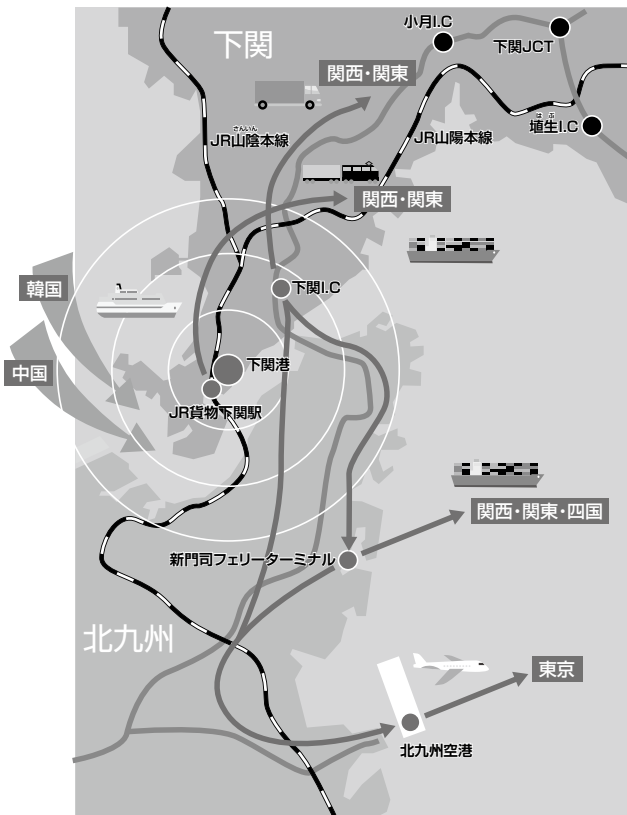 小月I.C
下関JCT
下関
関西・関東
はぶ
埴生I.C
さんいん
JR山陰本線
JR山陽本線
関西・関東
韓国
下関I.C
中国
下関港
JR貨物下関駅
関西・関東・四国
新門司フェリーターミナル
北九州
東京
北九州空港